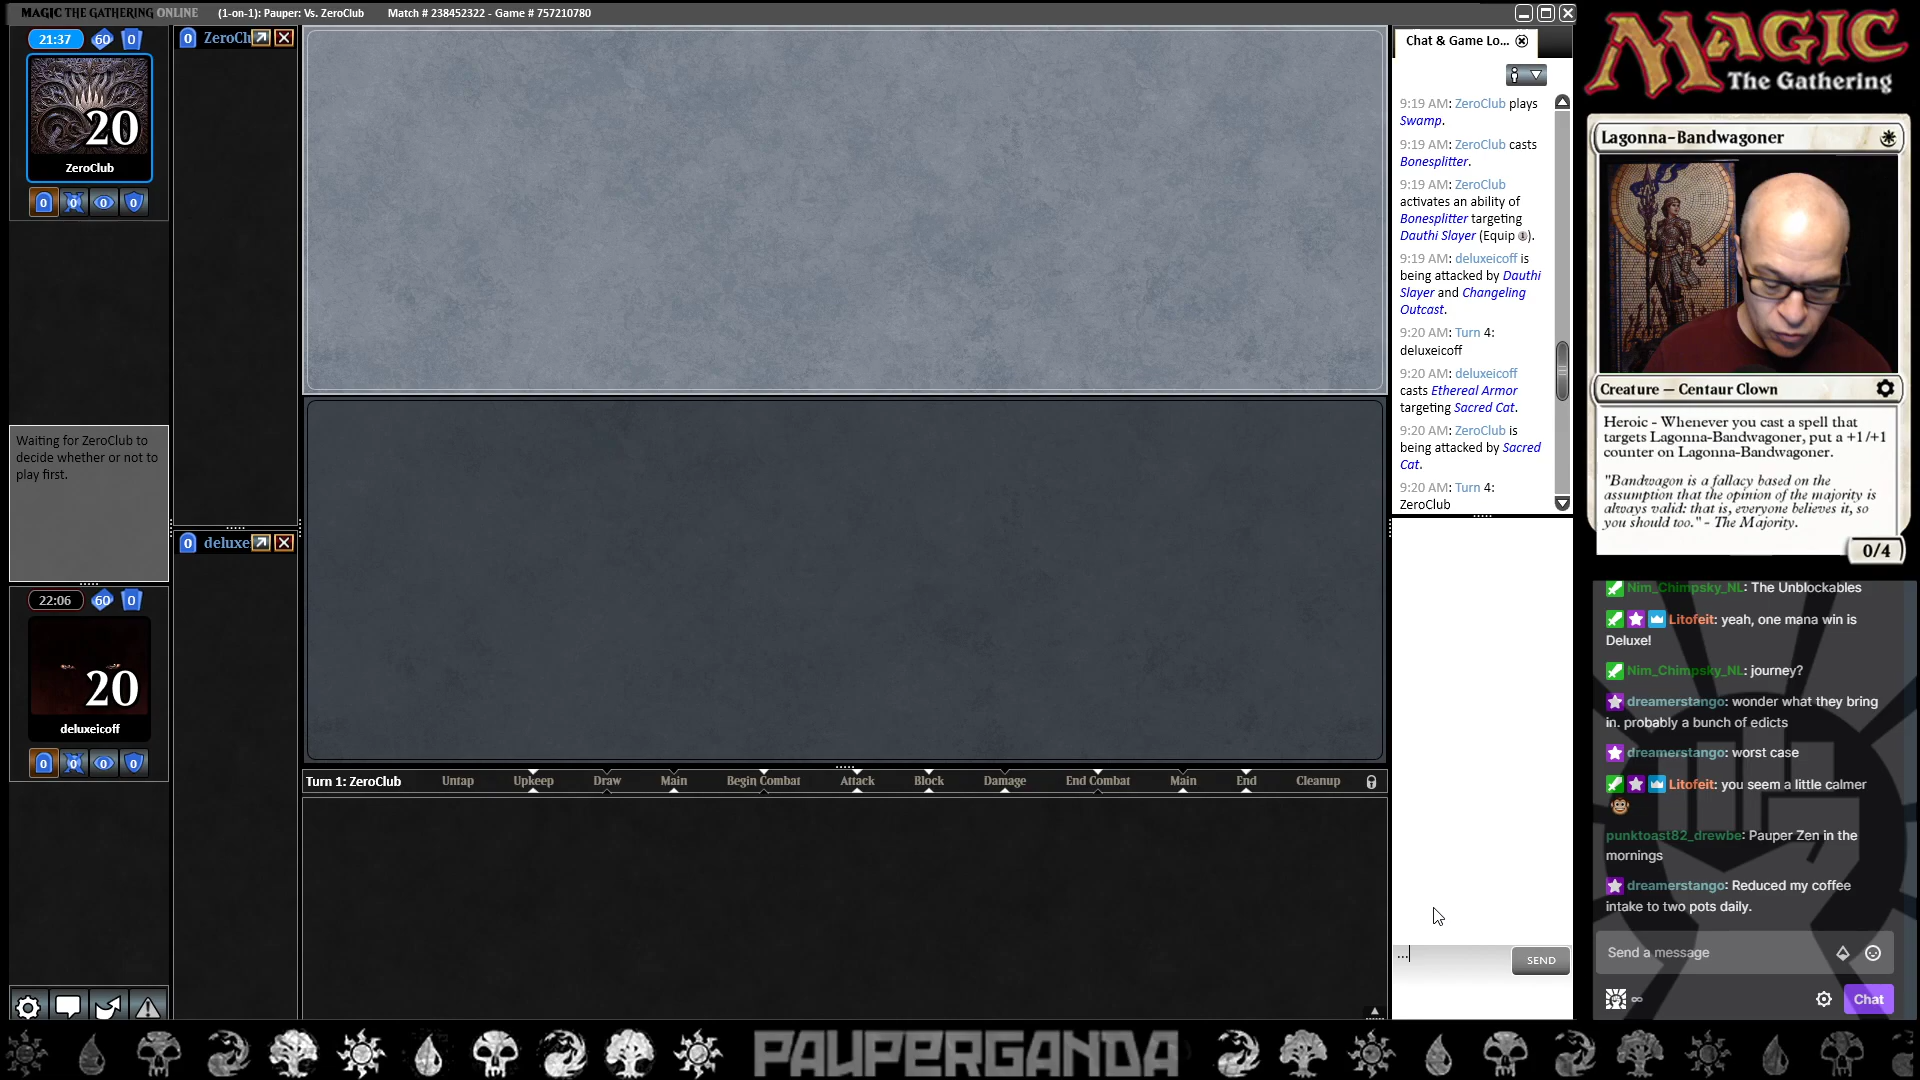 MAGIC THE GATHERING ONLINE (1-on-1): Pauper: Vs. ZeroClub Match # 238452322 - Game # 757210780
21:37 60 0
20
ZeroClub
0 0 0 0
0
Waiting for ZeroClub to
decide whether or not to
play first.
0 deluxe
22:06 60 0
20
deluxeicoff
0 0 0 0
Turn 1: ZeroClub Untap Upkeep Draw Main Begin Combat Attack Block Damage End Combat Main End Cleanup
Chat & Game Lo...
9:19 AM: ZeroClub plays
Swamp.
9:19 AM: ZeroClub casts
Bonesplitter.
9:19 AM: ZeroClub
activates an ability of
Bonesplitter targeting
Dauthi Slayer (Equip 1).
9:19 AM: deluxeicoff is
being attacked by Dauthi
Slayer and Changeling
Outcast.
9:20 AM: Turn 4:
deluxeicoff
9:20 AM: deluxeicoff
casts Ethereal Armor
targeting Sacred Cat.
9:20 AM: ZeroClub is
being attacked by Sacred
Cat.
9:20 AM: Turn 4:
ZeroClub
...
SEND
MAGIC
The Gathering
Lagonna-Bandwagoner
Creature — Centaur Clown
Heroic - Whenever you cast a spell that
targets Lagonna-Bandwagoner, put a +1/+1
counter on Lagonna-Bandwagoner.
"Bandwagon is a fallacy based on the
assumption that the opinion of the majority is
always valid: that is, everyone believes it, so
you should too." - The Majority.
0/4
Nim_Chimpsky_NL: The Unblockables
Litofeit: yeah, one mana win is
Deluxe!
Nim_Chimpsky_NL: journey?
dreamerstango: wonder what they bring
in. probably a bunch of edicts
dreamerstango: worst case
Litofeit: you seem a little calmer
punktoast82_drewbe: Pauper Zen in the
mornings
dreamerstango: Reduced my coffee
intake to two pots daily.
Send a message
∞
Chat
PAUPERGANDA